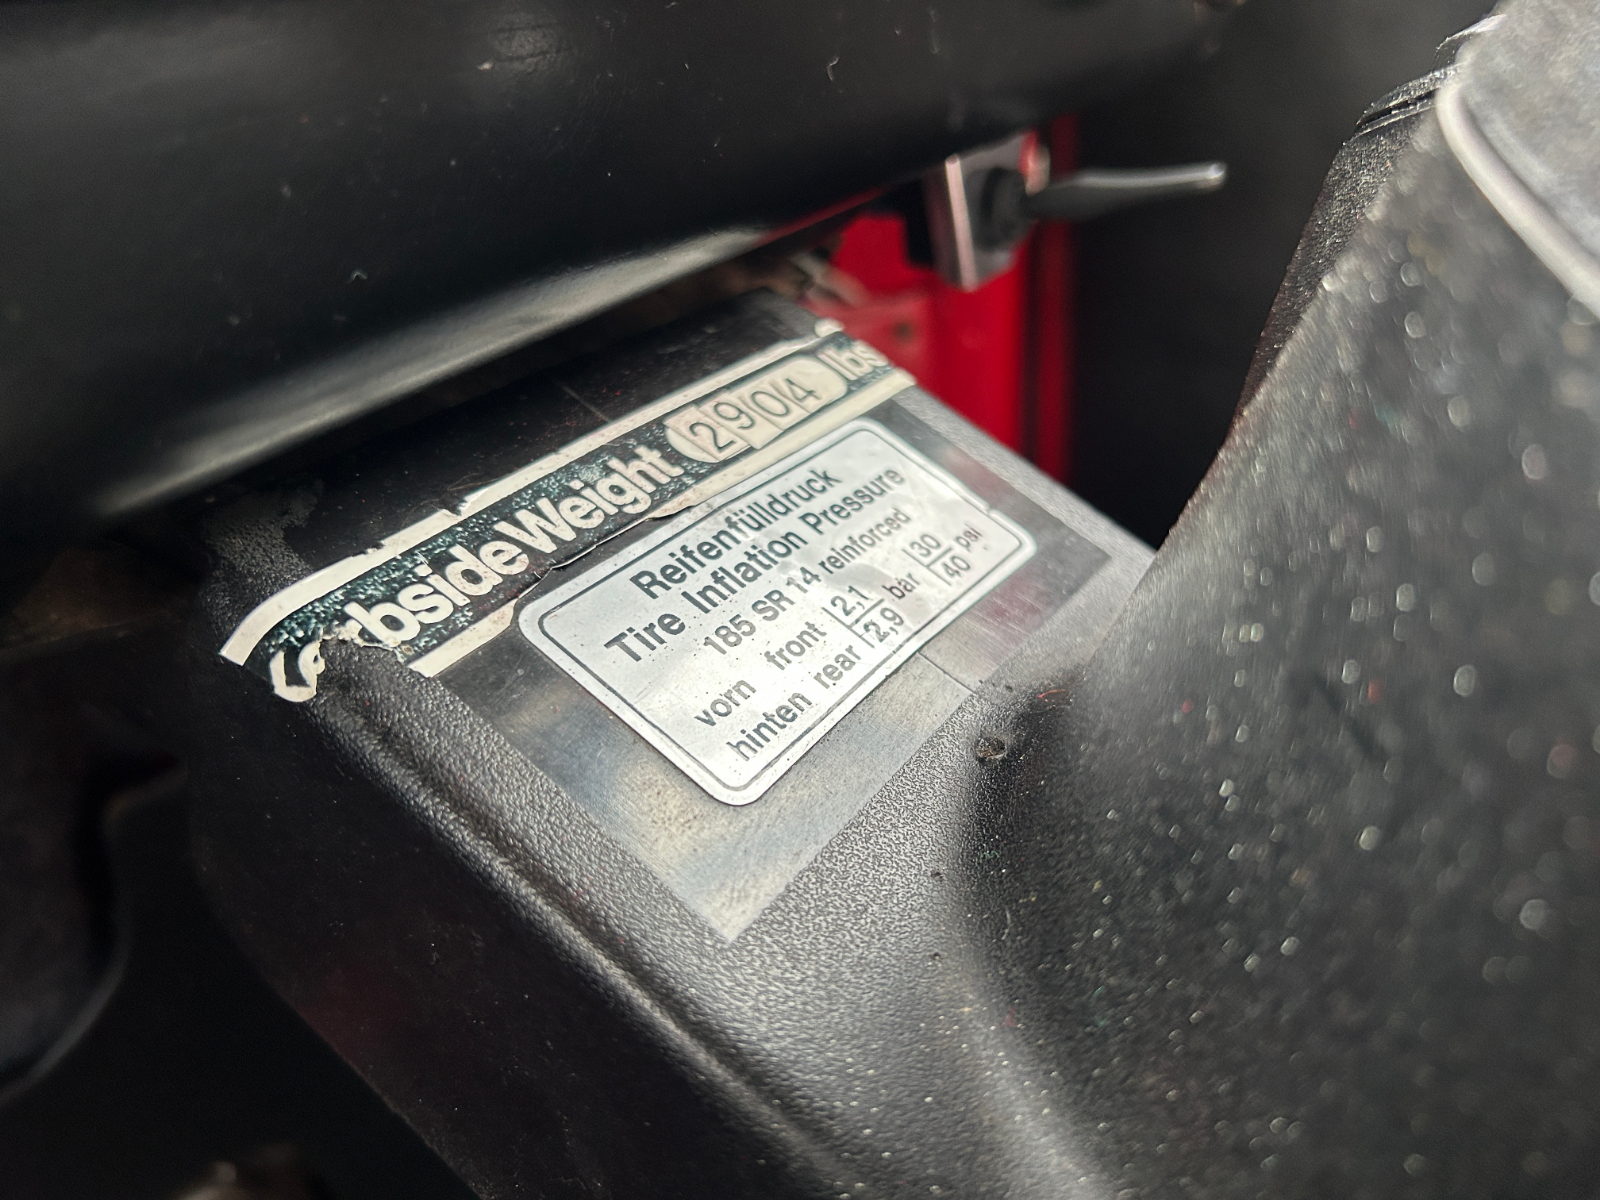 KerbsideWeight 2904 lbs
Reifenfülldruck
Tire Inflation Pressure
185 SR 14 reinforced
vorn front 2,1 bar 30 psi
hinten rear 2,9 40